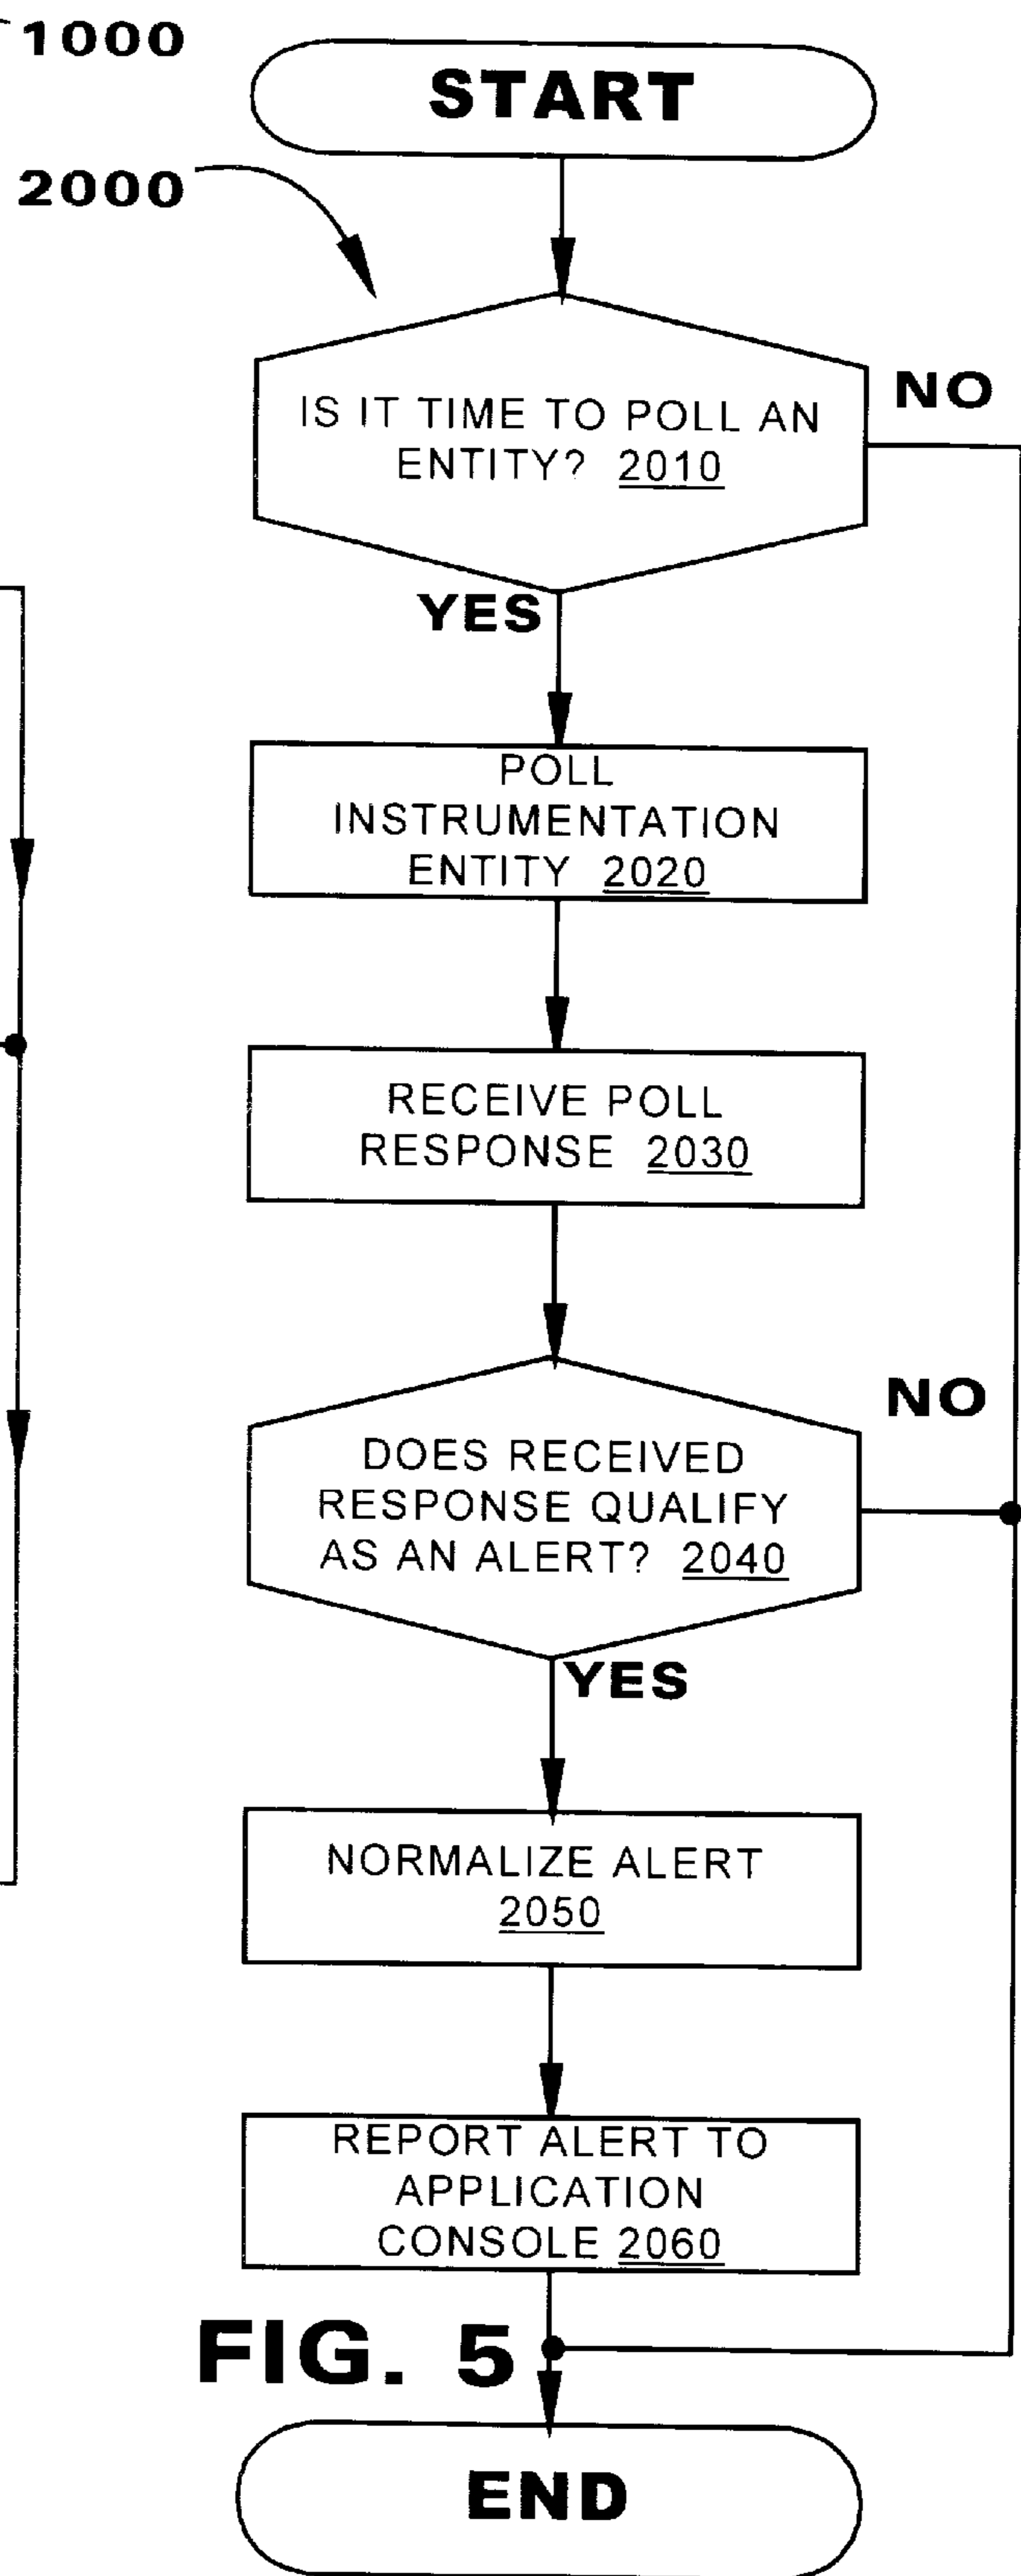 1000
START
2000
IS IT TIME TO POLL AN
ENTITY? 2010
NO
YES
POLL
INSTRUMENTATION
ENTITY 2020
RECEIVE POLL
RESPONSE 2030
NO
DOES RECEIVED
RESPONSE QUALIFY
AS AN ALERT? 2040
YES
NORMALIZE ALERT
2050
REPORT ALERT TO
APPLICATION
CONSOLE 2060
FIG. 5
END